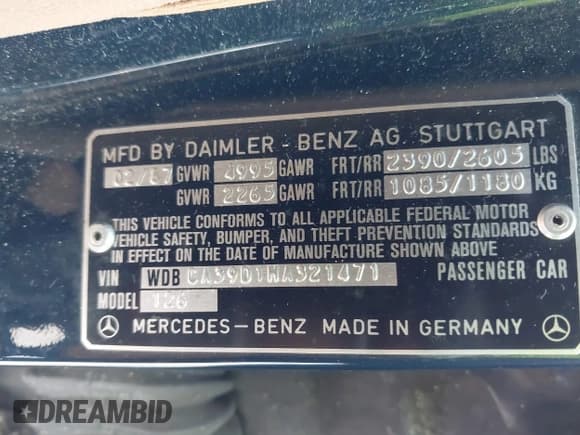 MFD BY DAIMLER - BENZ AG. STUTTGART
02/87 GVWR 4995 GAWR FRT/RR 2390/2605 LBS
GVWR 2265 GAWR FRT/RR 1085/1180 KG
THIS VEHICLE CONFORMS TO ALL APPLICABLE FEDERAL MOTOR
VEHICLE SAFETY, BUMPER, AND THEFT PREVENTION STANDARDS
IN EFFECT ON THE DATE OF MANUFACTURE SHOWN ABOVE
VIN WDB CA39D1HA321471 PASSENGER CAR
MODEL 126
MERCEDES-BENZ MADE IN GERMANY
DREAMBID